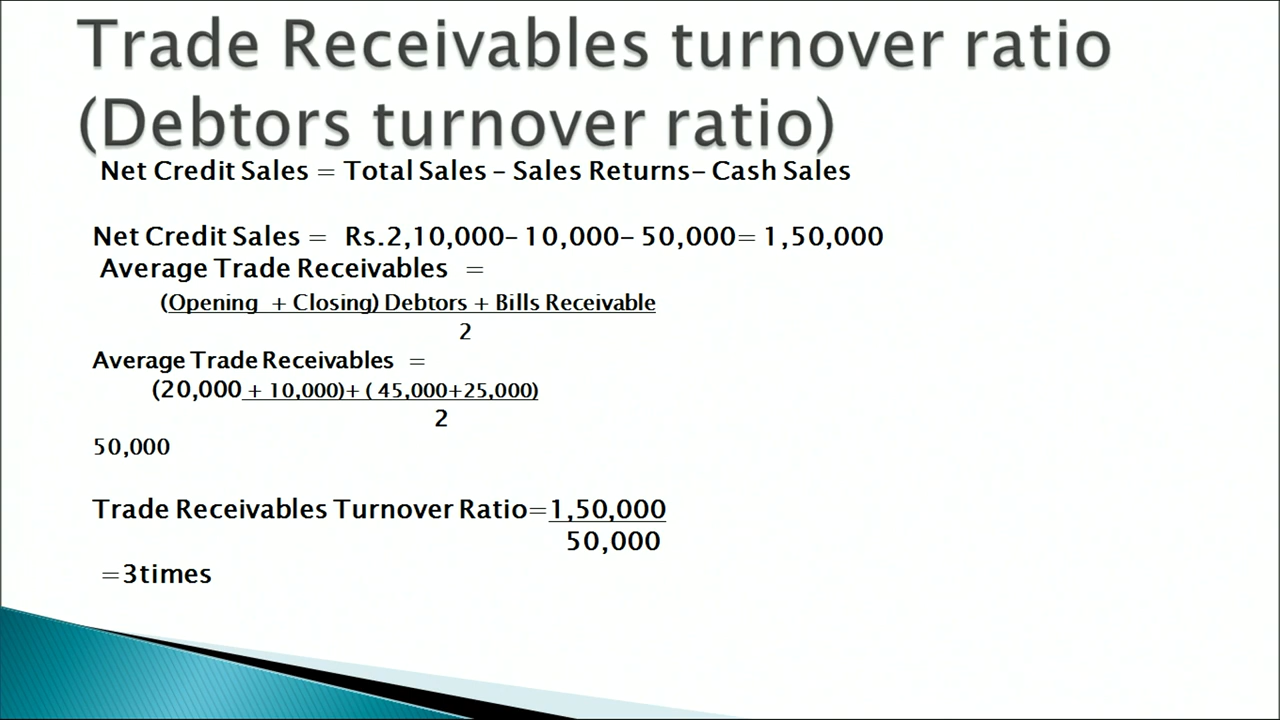 Trade Receivables turnover ratio
(Debtors turnover ratio)
Net Credit Sales = Total Sales – Sales Returns– Cash Sales
Net Credit Sales = Rs.2,10,000– 10,000– 50,000= 1,50,000
Average Trade Receivables =
(Opening + Closing) Debtors + Bills Receivable
2
Average Trade Receivables =
(20,000 + 10,000)+ ( 45,000+25,000)
2
50,000
Trade Receivables Turnover Ratio=1,50,000
50,000
=3times